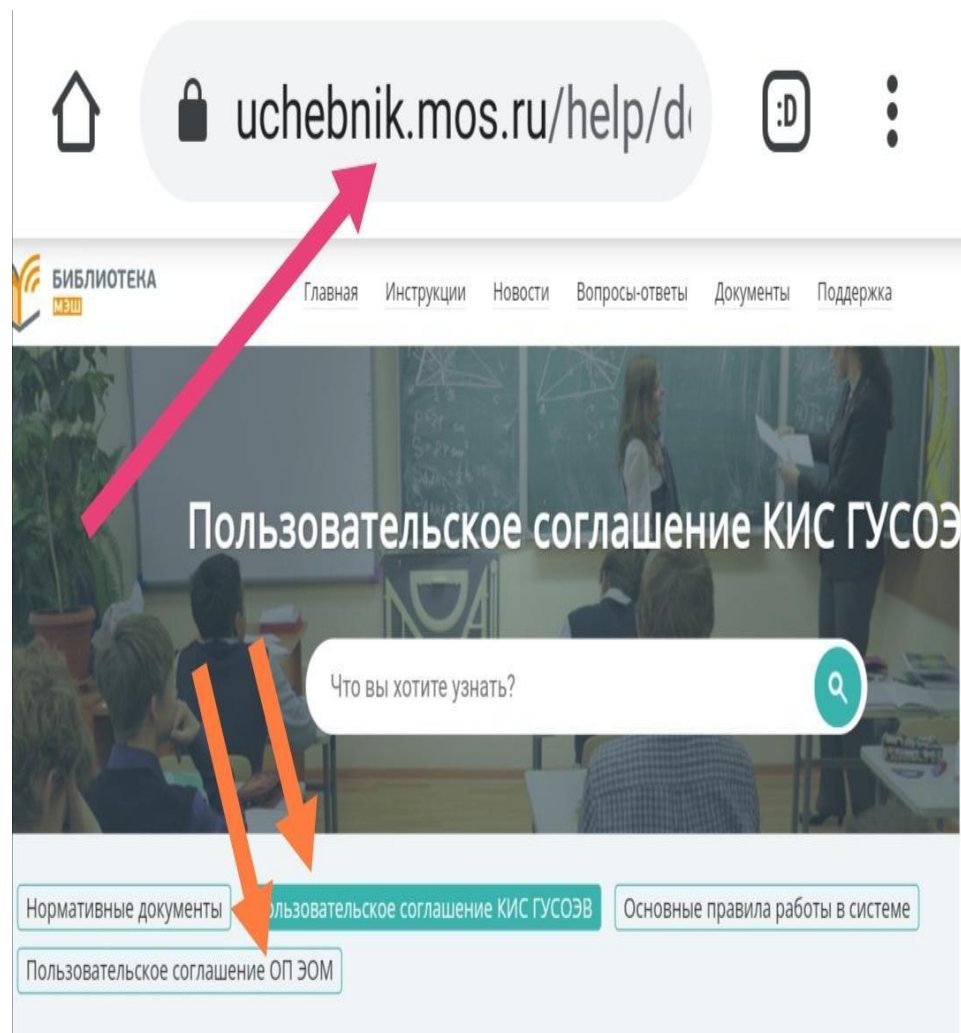 uchebnik.mos.ru/help/d
:D
БИБЛИОТЕКА
МЭШ
Главная Инструкции Новости Вопросы-ответы Документы Поддержка
Пользовательское соглашение КИС ГУСОЭ
Что вы хотите узнать?
Нормативные документы ользовательское соглашение КИС ГУСОЭВ Основные правила работы в системе
Пользовательское соглашение ОП ЭОМ